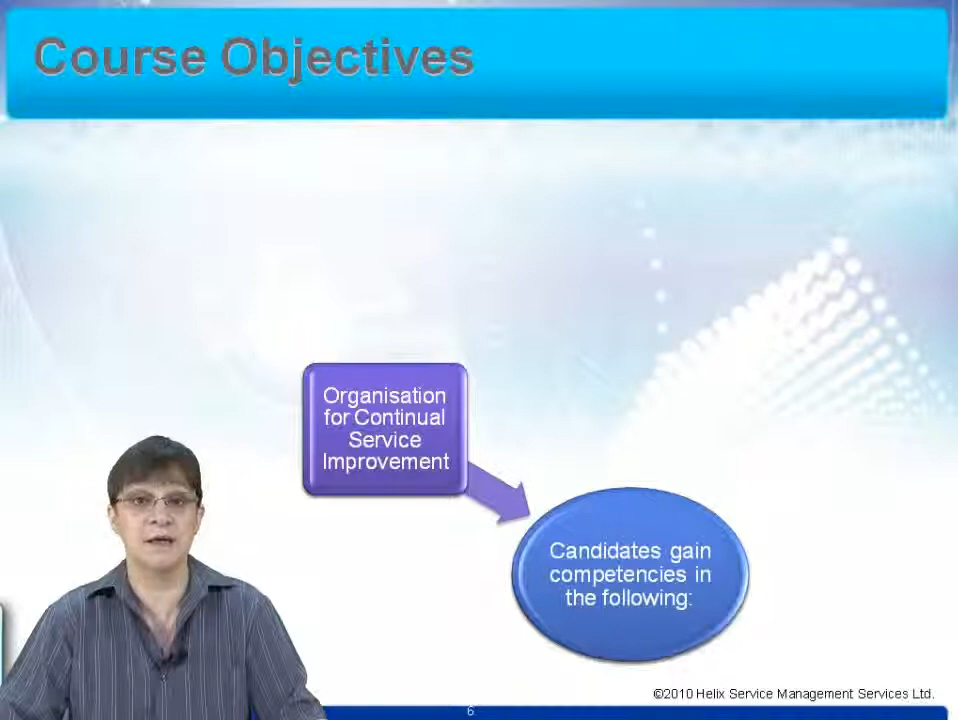 Course Objectives
Organisation
for Continual
Service
Improvement
Candidates gain
competencies in
the following:
©2010 Helix Service Management Services Ltd.
6